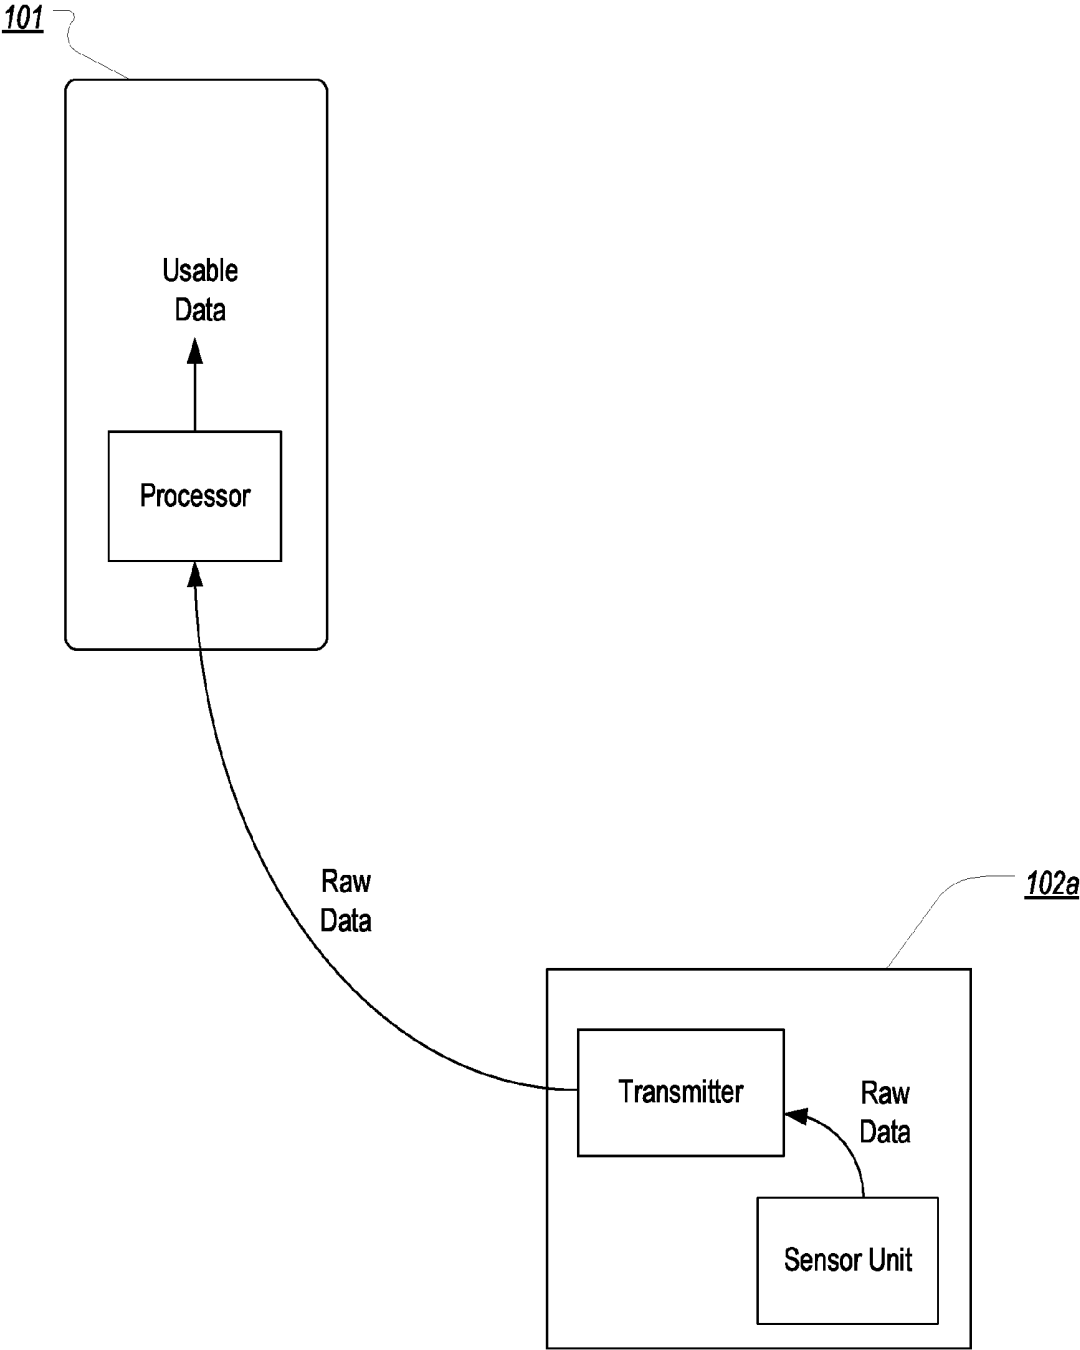 101
Usable
Data
Processor
Raw
Data
102a
Transmitter
Raw
Data
Sensor Unit